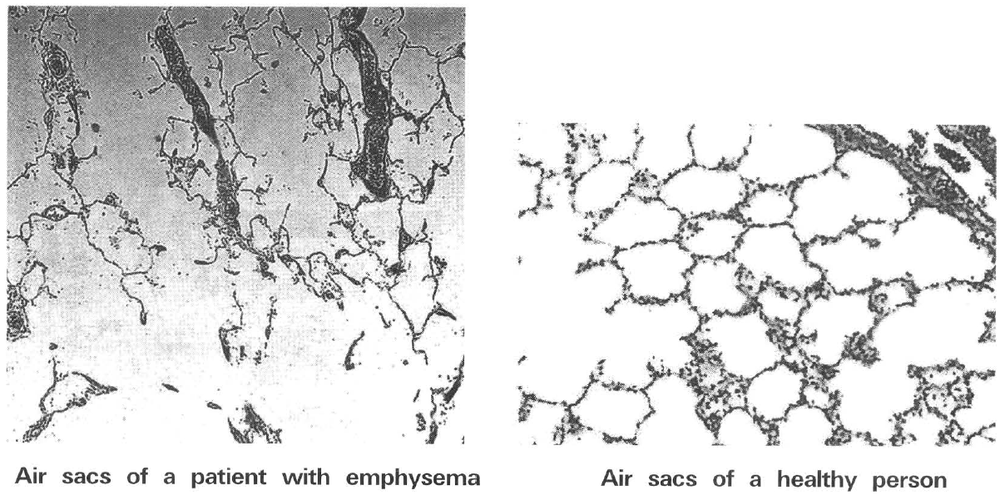 Air sacs of a patient with emphysema
Air sacs of a healthy person